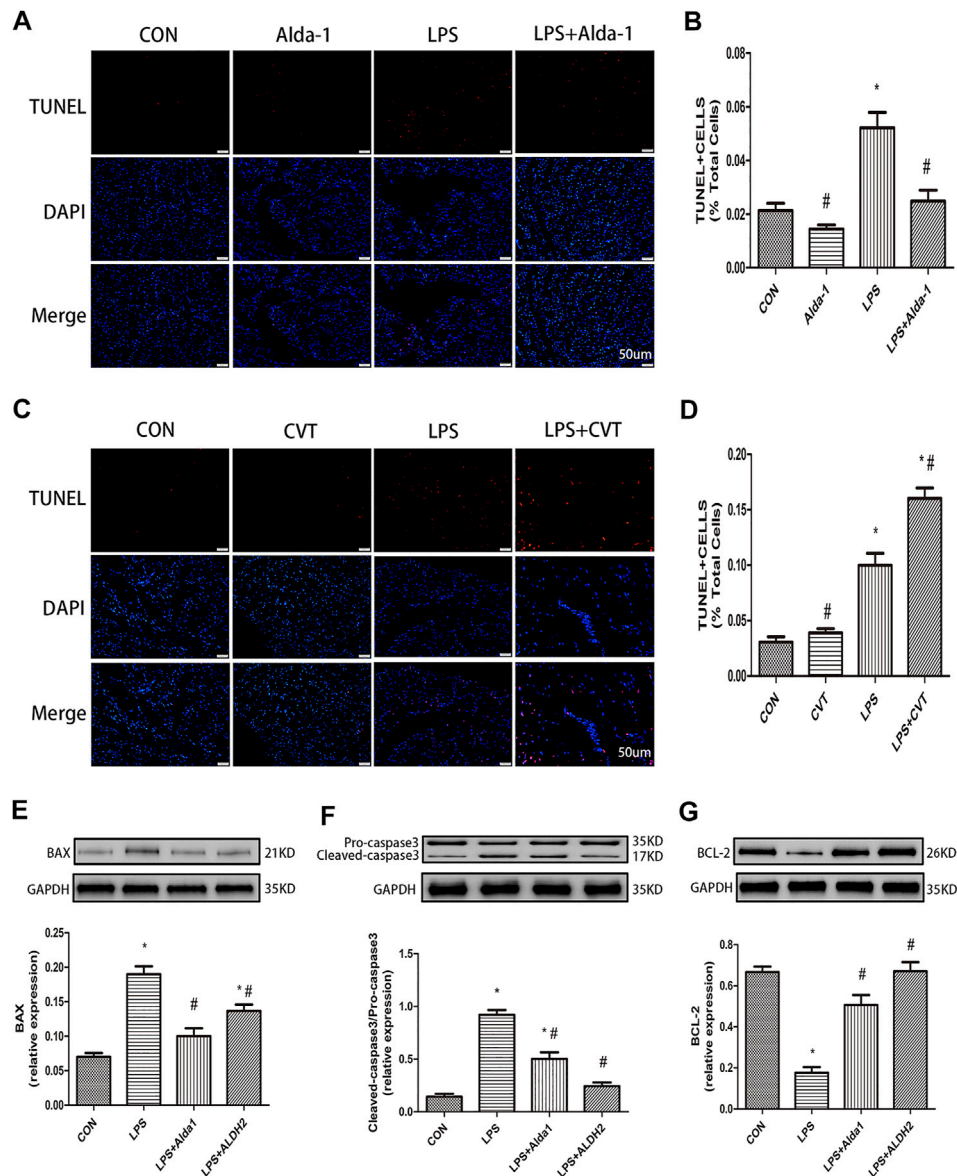 A
CON Alda-1 LPS LPS+Alda-1
TUNEL
DAPI
Merge
50um
B
TUNEL+CELLS
(% Total Cells)
0.08
0.06
0.04
0.02
0.00
*
#
#
CON Alda-1 LPS LPS+Alda-1
C
CON CVT LPS LPS+CVT
TUNEL
DAPI
Merge
50um
D
TUNEL+CELLS
(% Total Cells)
0.20
0.15
0.10
0.05
0.00
*#
*
#
CON CVT LPS LPS+CVT
E
BAX 21KD
GAPDH 35KD
BAX
(relative expression)
0.25
0.20
0.15
0.10
0.05
0.00
*
#
*#
CON LPS LPS+Alda1 LPS+ALDH2
F
Pro-caspase3 35KD
Cleaved-caspase3 17KD
GAPDH 35KD
Cleaved-caspase3/Pro-caspase3
(relative expression)
1.5
1.0
0.5
0.0
*
*#
#
CON LPS LPS+Alda1 LPS+ALDH2
G
BCL-2 26KD
GAPDH 35KD
BCL-2
(relative expression)
0.8
0.6
0.4
0.2
0.0
#
#
*
CON LPS LPS+Alda1 LPS+ALDH2